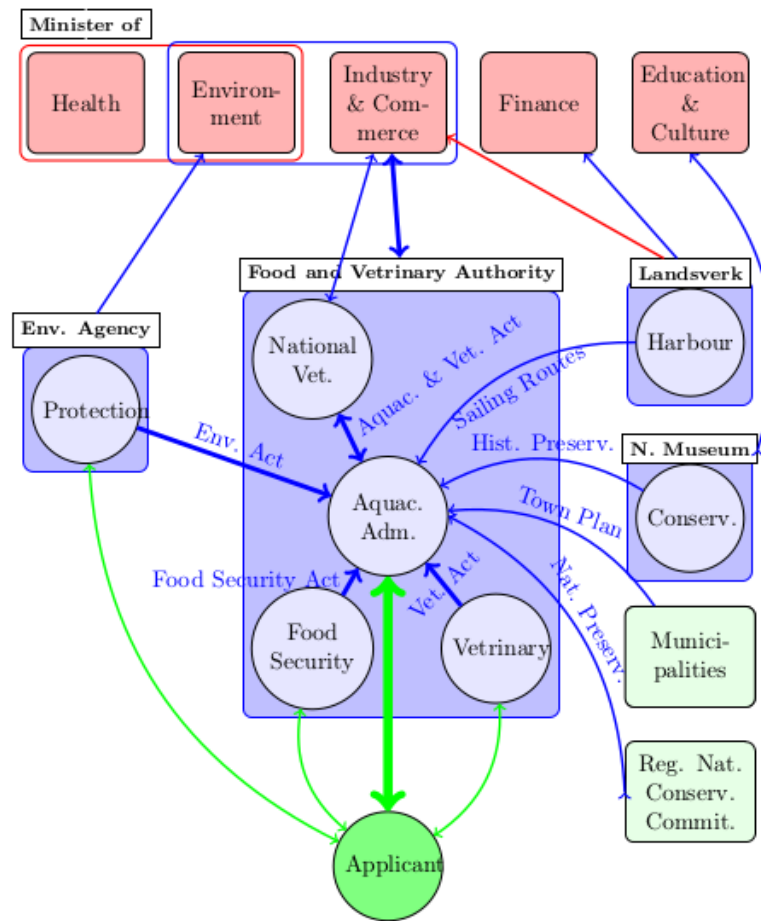 Minister of
Health
Environ-
ment
Industry
& Com-
merce
Finance
Education
&
Culture
Food and Vetrinary Authority
Landsverk
Env. Agency
National
Vet.
Aquac. & Vet. Act
Sailing Routes
Harbour
Protection
Env. Act
Hist. Preserv.
N. Museum
Aquac.
Adm.
Town Plan
Conserv.
Food Security Act
Vet. Act
Nat. Preserv.
Food
Security
Vetrinary
Munici-
palities
Reg. Nat.
Conserv.
Commit.
Applicant